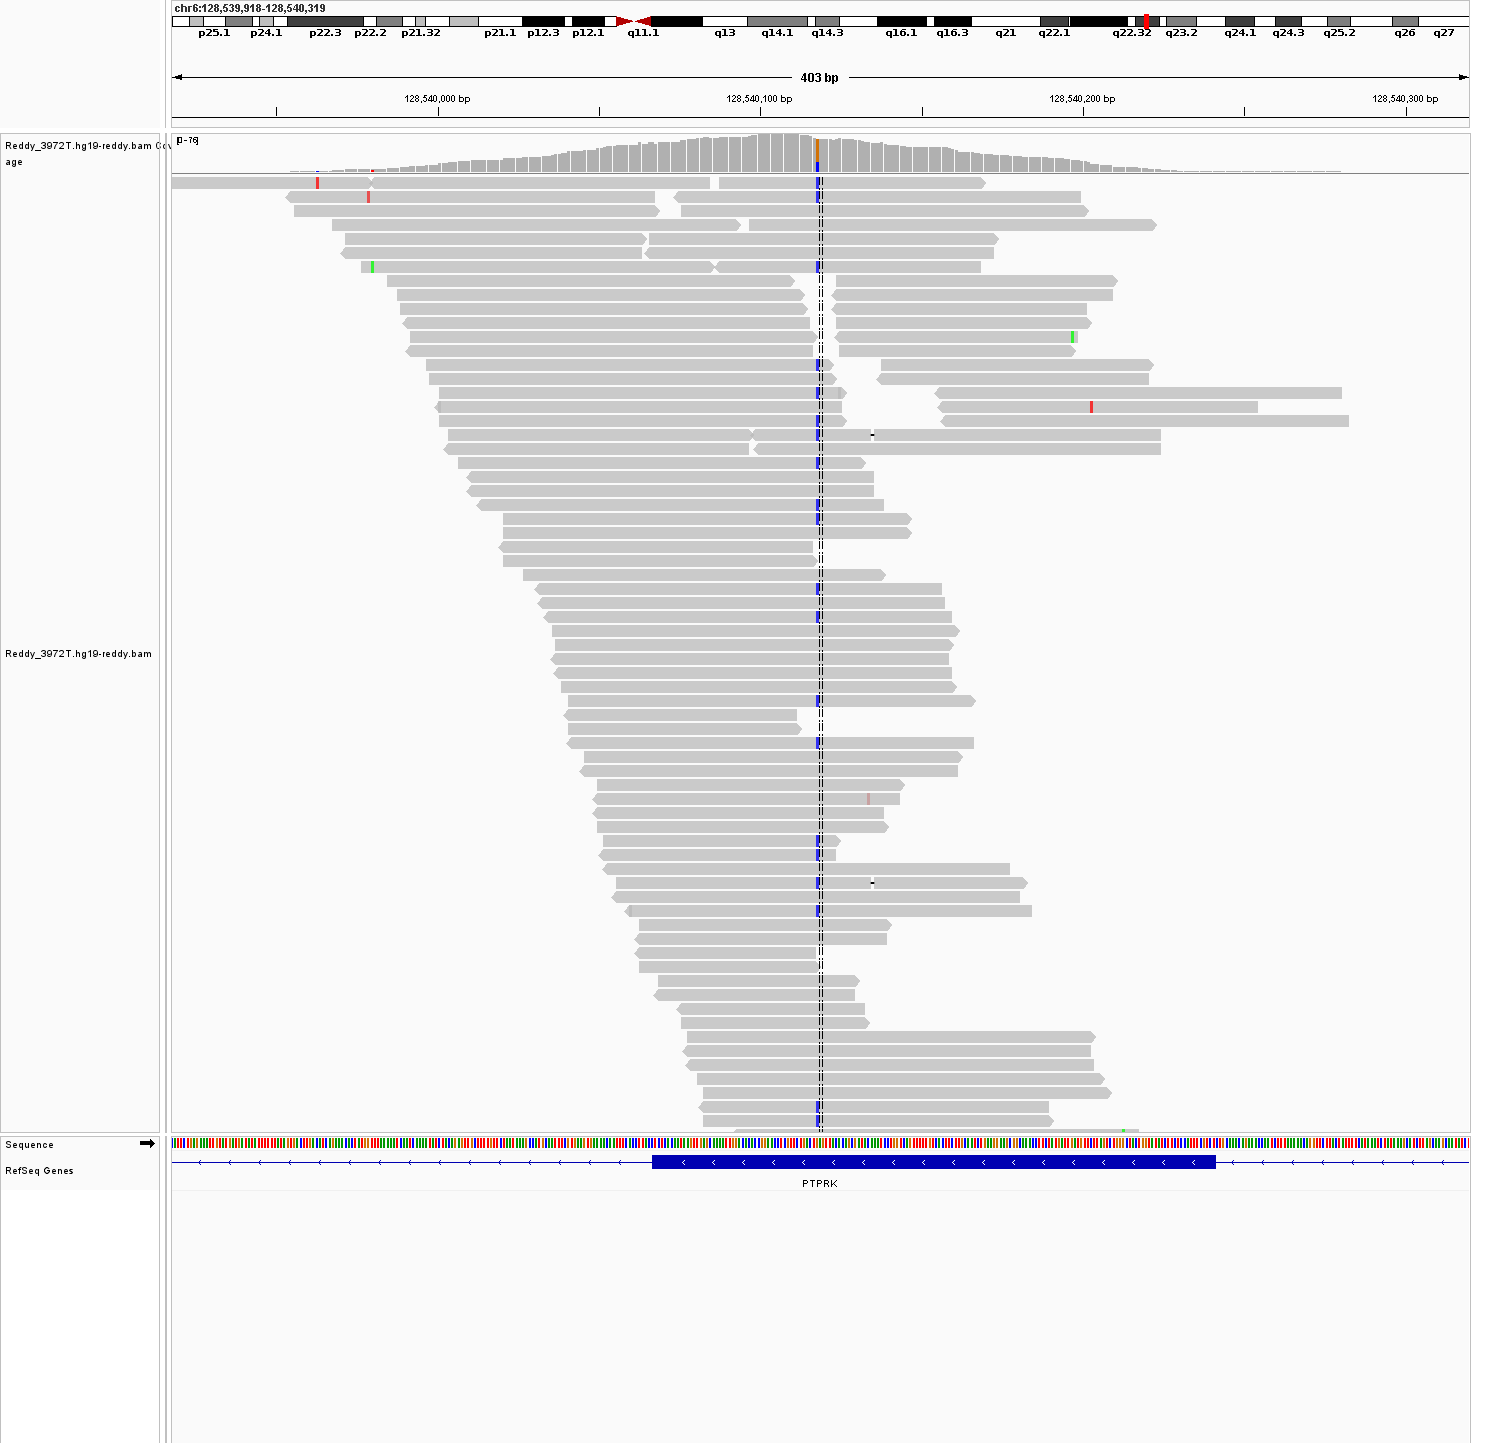 chr6:128,539,918-128,540,319
p25.1 p24.1 p22.3 p22.2 p21.32 p21.1 p12.3 p12.1 q11.1 q13 q14.1 q14.3 q16.1 q16.3 q21 q22.1 q22.32 q23.2 q24.1 q24.3 q25.2 q26 q27
403 bp
128,540,000 bp 128,540,100 bp 128,540,200 bp 128,540,300 bp
[0-76]
Reddy_3972T.hg19-reddy.bam Cov
age
Reddy_3972T.hg19-reddy.bam
Sequence
RefSeq Genes
PTPRK